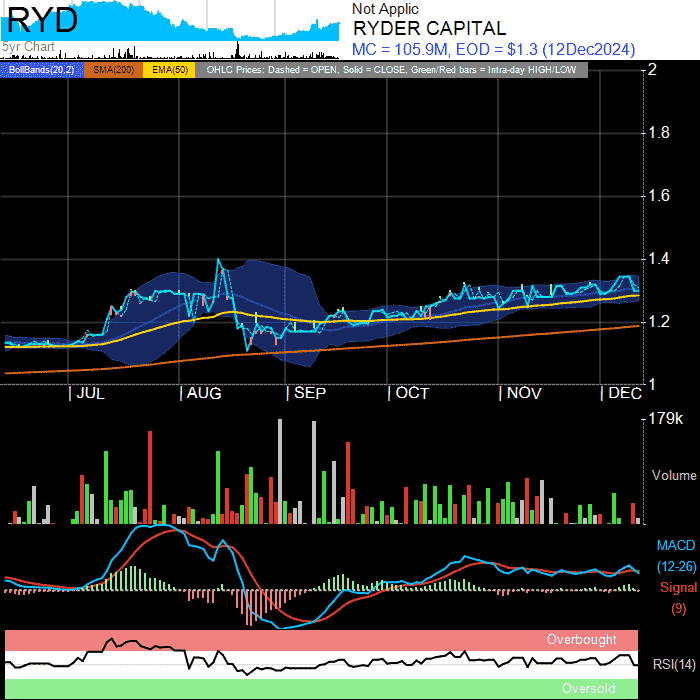 RYD
5yr Chart
Not Applic
RYDER CAPITAL
MC = 105.9M, EOD = $1.3 (12Dec2024)
BollBands(20,2) SMA(200) EMA(50) OHLC Prices: Dashed = OPEN, Solid = CLOSE, Green/Red bars = Intra-day HIGH/LOW
2
1.8
1.6
1.4
1.2
1
| JUL | AUG | SEP | OCT | NOV | DEC
179k
Volume
MACD
(12-26)
Signal
(9)
Overbought
RSI(14)
Oversold